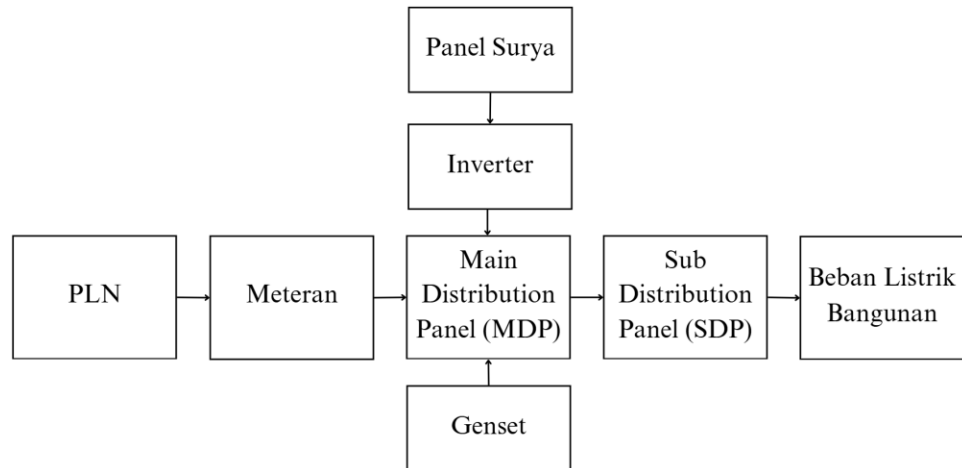 Panel Surya
Inverter
PLN
Meteran
Main
Distribution
Panel (MDP)
Sub
Distribution
Panel (SDP)
Beban Listrik
Bangunan
Genset